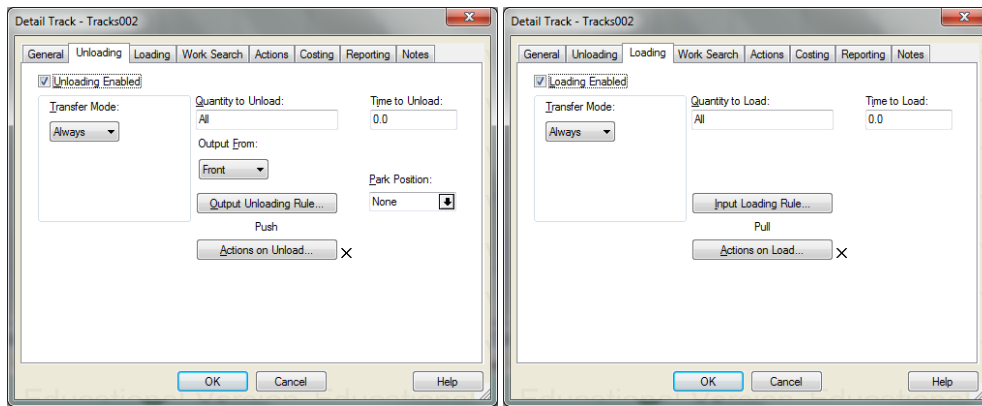 Detail Track - Tracks002
General Unloading Loading Work Search Actions Costing Reporting Notes
Unloading Enabled
Transfer Mode:
Always
Quantity to Unload:
All
Time to Unload:
0.0
Output From:
Front
Park Position:
None
Output Unloading Rule...
Push
Actions on Unload...
OK Cancel Help
Detail Track - Tracks002
General Unloading Loading Work Search Actions Costing Reporting Notes
Loading Enabled
Transfer Mode:
Always
Quantity to Load:
All
Time to Load:
0.0
Input Loading Rule...
Pull
Actions on Load...
OK Cancel Help